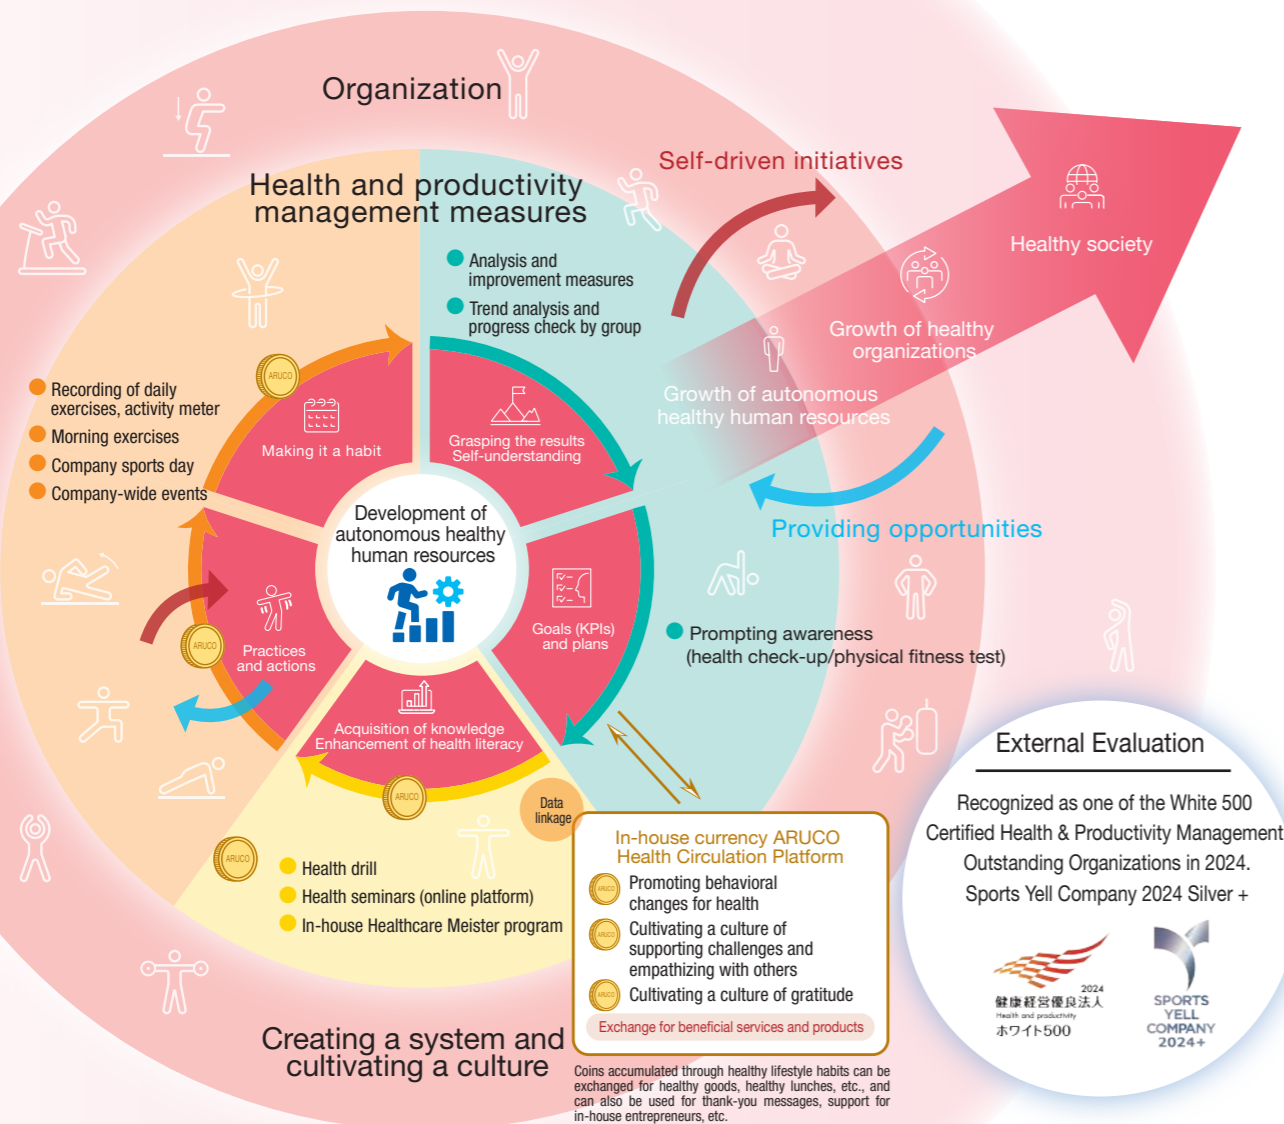 Organization
Health and productivity
management measures
Self-driven initiatives
Healthy society
Growth of healthy
organizations
Growth of autonomous
healthy human resources
Providing opportunities
Analysis and
improvement measures
Trend analysis and
progress check by group
Recording of daily
exercises, activity meter
Morning exercises
Company sports day
Company-wide events
ARUCO
Making it a habit
Grasping the results
Self-understanding
Development of
autonomous healthy
human resources
Goals (KPIs)
and plans
Practices
and actions
ARUCO
Acquisition of knowledge
Enhancement of health literacy
ARUCO
Prompting awareness
(health check-up/physical fitness test)
Data
linkage
ARUCO
Health drill
Health seminars (online platform)
In-house Healthcare Meister program
In-house currency ARUCO
Health Circulation Platform
ARUCO
Promoting behavioral
changes for health
ARUCO
Cultivating a culture of
supporting challenges and
empathizing with others
ARUCO
Cultivating a culture of gratitude
Exchange for beneficial services and products
Coins accumulated through healthy lifestyle habits can be
exchanged for healthy goods, healthy lunches, etc., and
can also be used for thank-you messages, support for
in-house entrepreneurs, etc.
Creating a system and
cultivating a culture
External Evaluation
Recognized as one of the White 500
Certified Health & Productivity Management
Outstanding Organizations in 2024.
Sports Yell Company 2024 Silver +
2024
健康経営優良法人
Health and productivity
ホワイト500
SPORTS
YELL
COMPANY
2024+